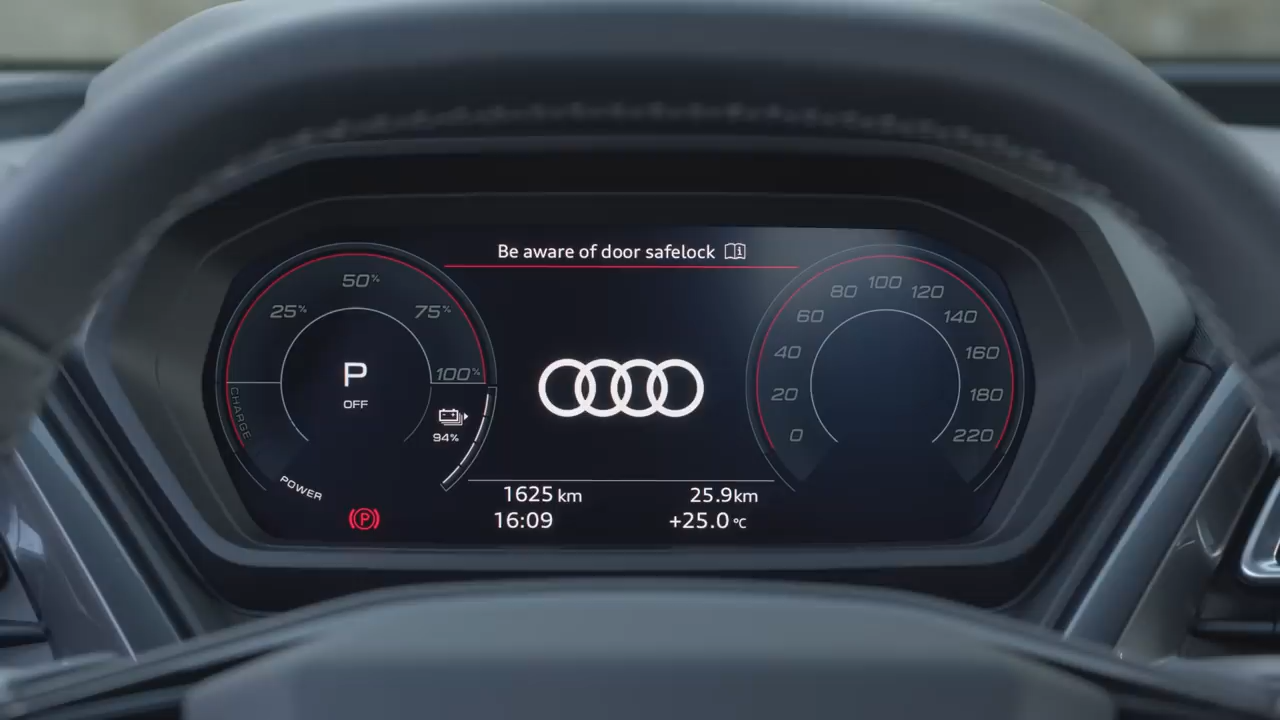 Be aware of door safelock
CHARGE
25%
50%
75%
100%
P
OFF
94%
POWER
P
0
20
40
60
80
100
120
140
160
180
220
1625 km
25.9km
16:09
+25.0 °C